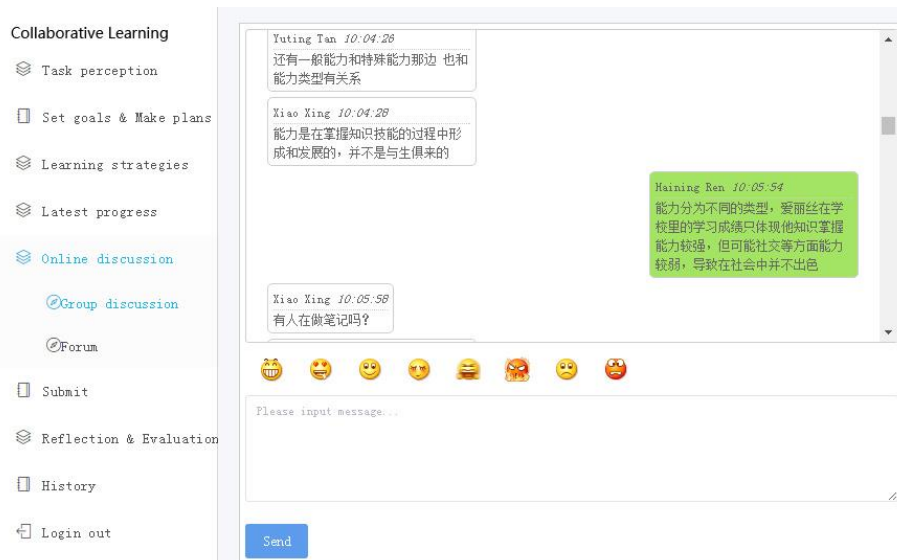 Collaborative Learning
Task perception
Set goals & Make plans
Learning strategies
Latest progress
Online discussion
Group discussion
Forum
Submit
Reflection & Evaluation
History
Login out
Yuting Tan 10:04:26
还有一般能力和特殊能力那边 也和
能力类型有关系
Xiao Xing 10:04:28
能力是在掌握知识技能的过程中形
成和发展的，并不是与生俱来的
Haining Ren 10:05:54
能力分为不同的类型，爱丽丝在学
校里的学习成绩只体现他知识掌握
能力较强，但可能社交等方面能力
较弱，导致在社会中并不出色
Xiao Xing 10:05:58
有人在做笔记吗?
Please input message...
Send